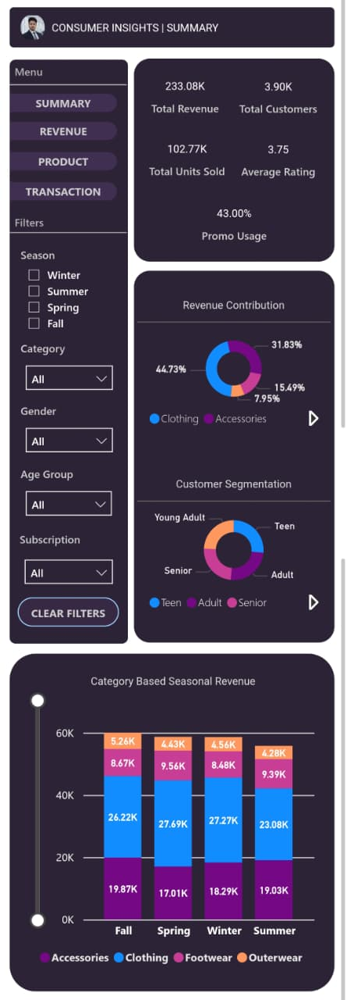 CONSUMER INSIGHTS | SUMMARY
Menu
SUMMARY
REVENUE
PRODUCT
TRANSACTION
Filters
Season
Winter
Summer
Spring
Fall
Category
All
Gender
All
Age Group
All
Subscription
All
CLEAR FILTERS
233.08K
Total Revenue
3.90K
Total Customers
102.77K
Total Units Sold
3.75
Average Rating
43.00%
Promo Usage
Revenue Contribution
31.83%
44.73%
15.49%
7.95%
Clothing Accessories
Customer Segmentation
Young Adult
Teen
Senior
Adult
Teen Adult Senior
Category Based Seasonal Revenue
60K
40K
20K
0K
5.26K 4.43K 4.56K 4.28K
8.67K 9.56K 8.48K 9.39K
26.22K 27.69K 27.27K 23.08K
19.87K 17.01K 18.29K 19.03K
Fall Spring Winter Summer
Accessories Clothing Footwear Outerwear